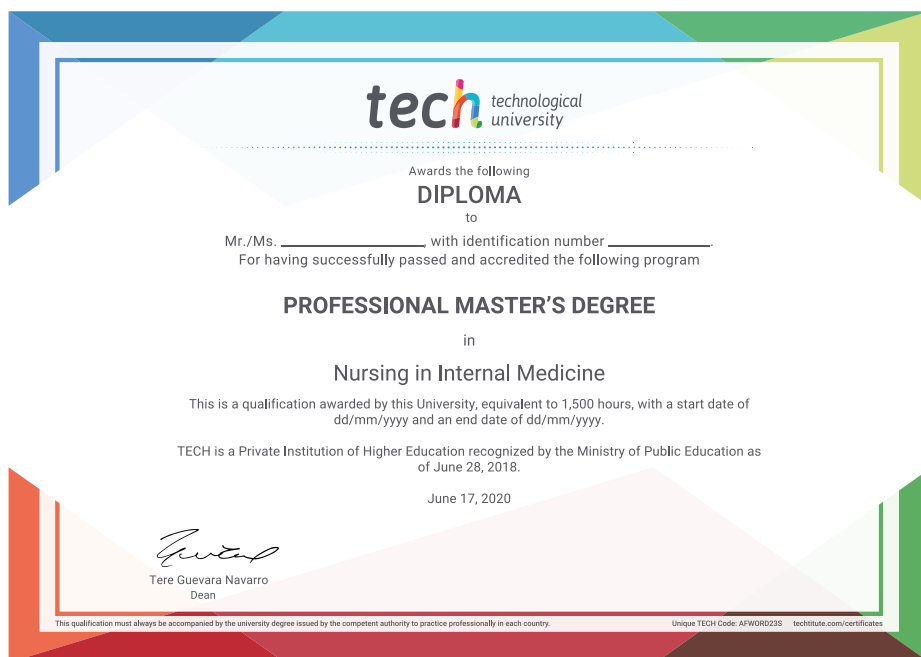 tech technological
university
Awards the following
DIPLOMA
to
Mr./Ms. ____________________, with identification number ______________.
For having successfully passed and accredited the following program
PROFESSIONAL MASTER'S DEGREE
in
Nursing in Internal Medicine
This is a qualification awarded by this University, equivalent to 1,500 hours, with a start date of
dd/mm/yyyy and an end date of dd/mm/yyyy.
TECH is a Private Institution of Higher Education recognized by the Ministry of Public Education as
of June 28, 2018.
June 17, 2020
Tere Guevara Navarro
Dean
This qualification must always be accompanied by the university degree issued by the competent authority to practice professionally in each country. Unique TECH Code: AFWORD23S techtitute.com/certificates